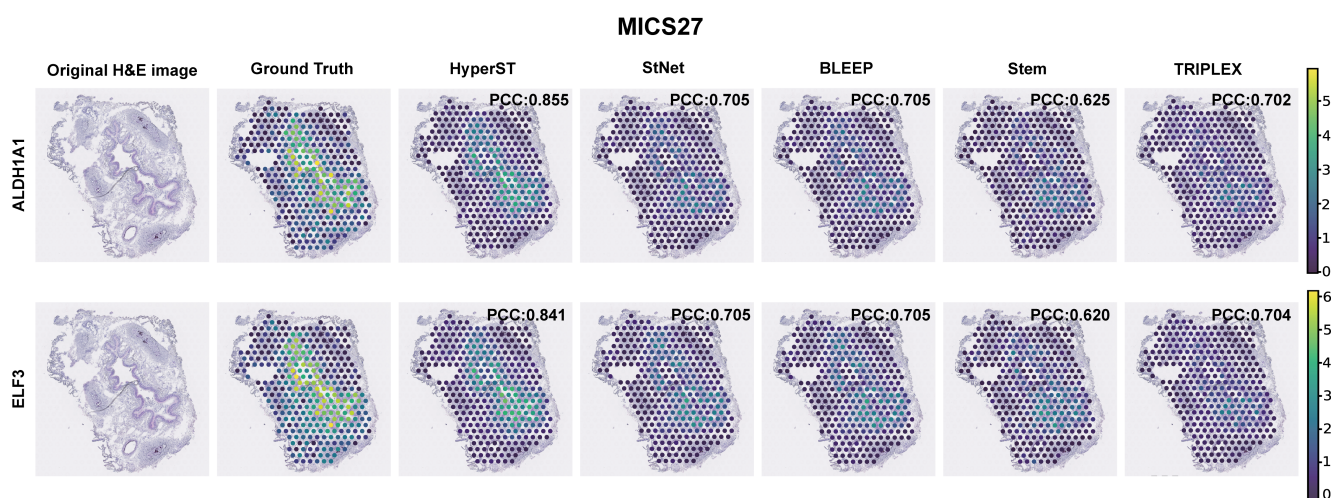 MICS27
Original H&E image Ground Truth HyperST StNet BLEEP Stem TRIPLEX
ALDH1A1
PCC:0.855 PCC:0.705 PCC:0.705 PCC:0.625 PCC:0.702
5
4
3
2
1
0
ELF3
PCC:0.841 PCC:0.705 PCC:0.705 PCC:0.620 PCC:0.704
6
5
4
3
2
1
0